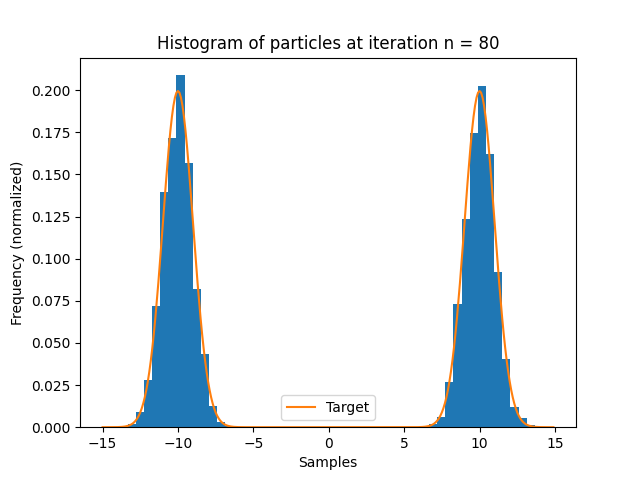 Histogram of particles at iteration n = 80
Frequency (normalized)
0.200
0.175
0.150
0.125
0.100
0.075
0.050
0.025
0.000
Target
−15 −10 −5 0 5 10 15
Samples